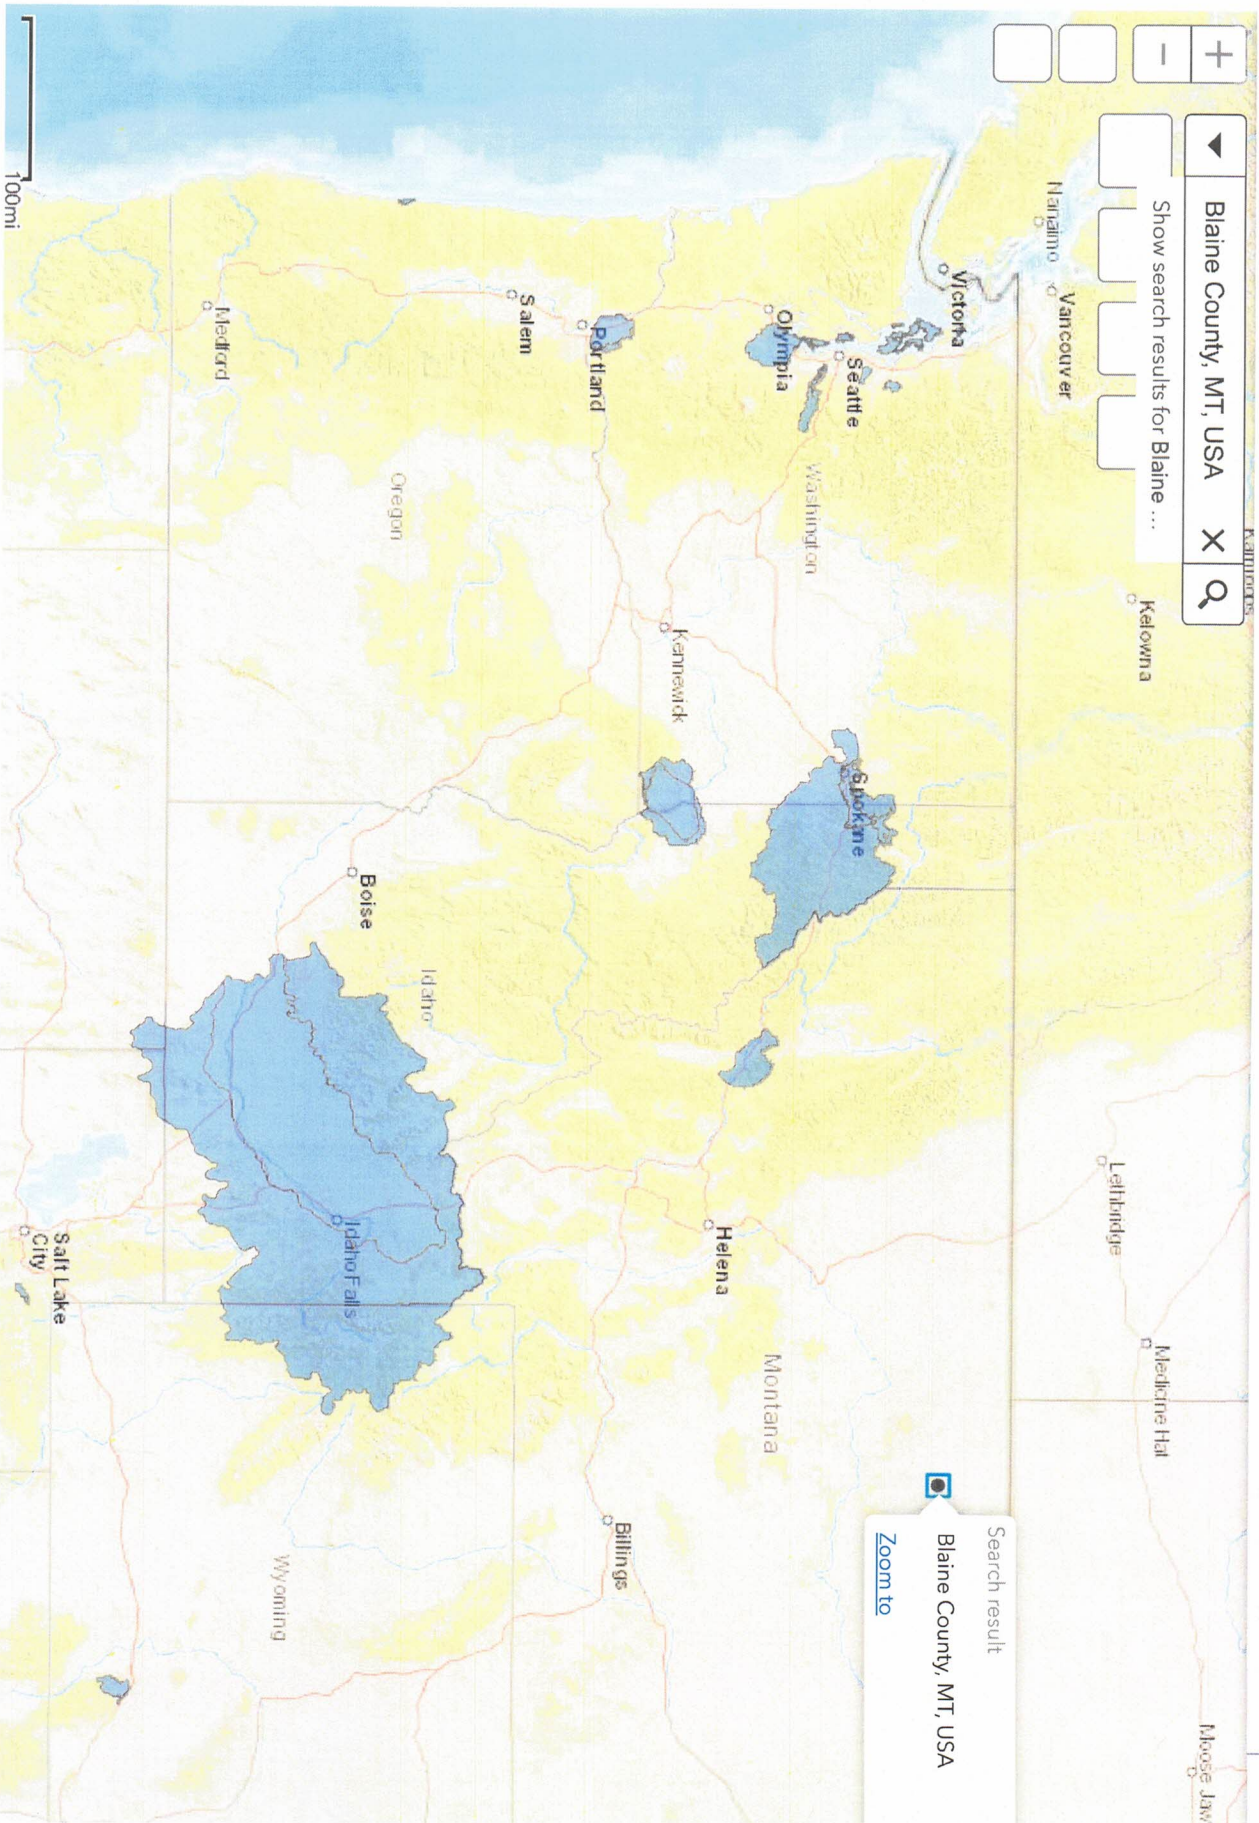 +
−
Blaine County, MT, USA
Show search results for Blaine ...
Kamloops
Kelowna
Nanaimo
Vancouver
Victoria
Seattle
Olympia
Washington
Spokane
Kennewick
Portland
Salem
Oregon
Medford
Boise
Idaho
Idaho Falls
Lethbridge
Medicine Hat
Moose Jaw
Helena
Montana
Billings
Wyoming
Salt Lake
City
Search result
Blaine County, MT, USA
Zoom to
100mi